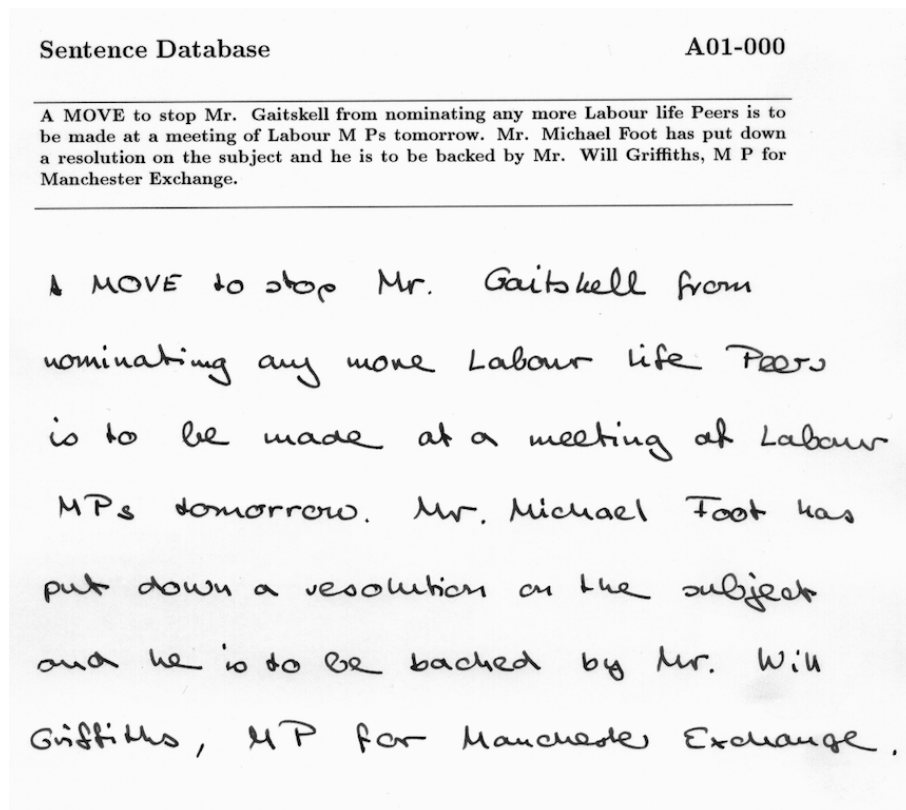 Sentence Database A01-000
A MOVE to stop Mr. Gaitskell from nominating any more Labour life Peers is to
be made at a meeting of Labour M Ps tomorrow. Mr. Michael Foot has put down
a resolution on the subject and he is to be backed by Mr. Will Griffiths, M P for
Manchester Exchange.
A MOVE to stop Mr. Gaitskell from
nominating any more Labour life Peers
is to be made at a meeting of Labour
MPs tomorrow. Mr. Michael Foot has
put down a resolution on the subject
and he is to be backed by Mr. Will
Griffiths, MP for Manchester Exchange.